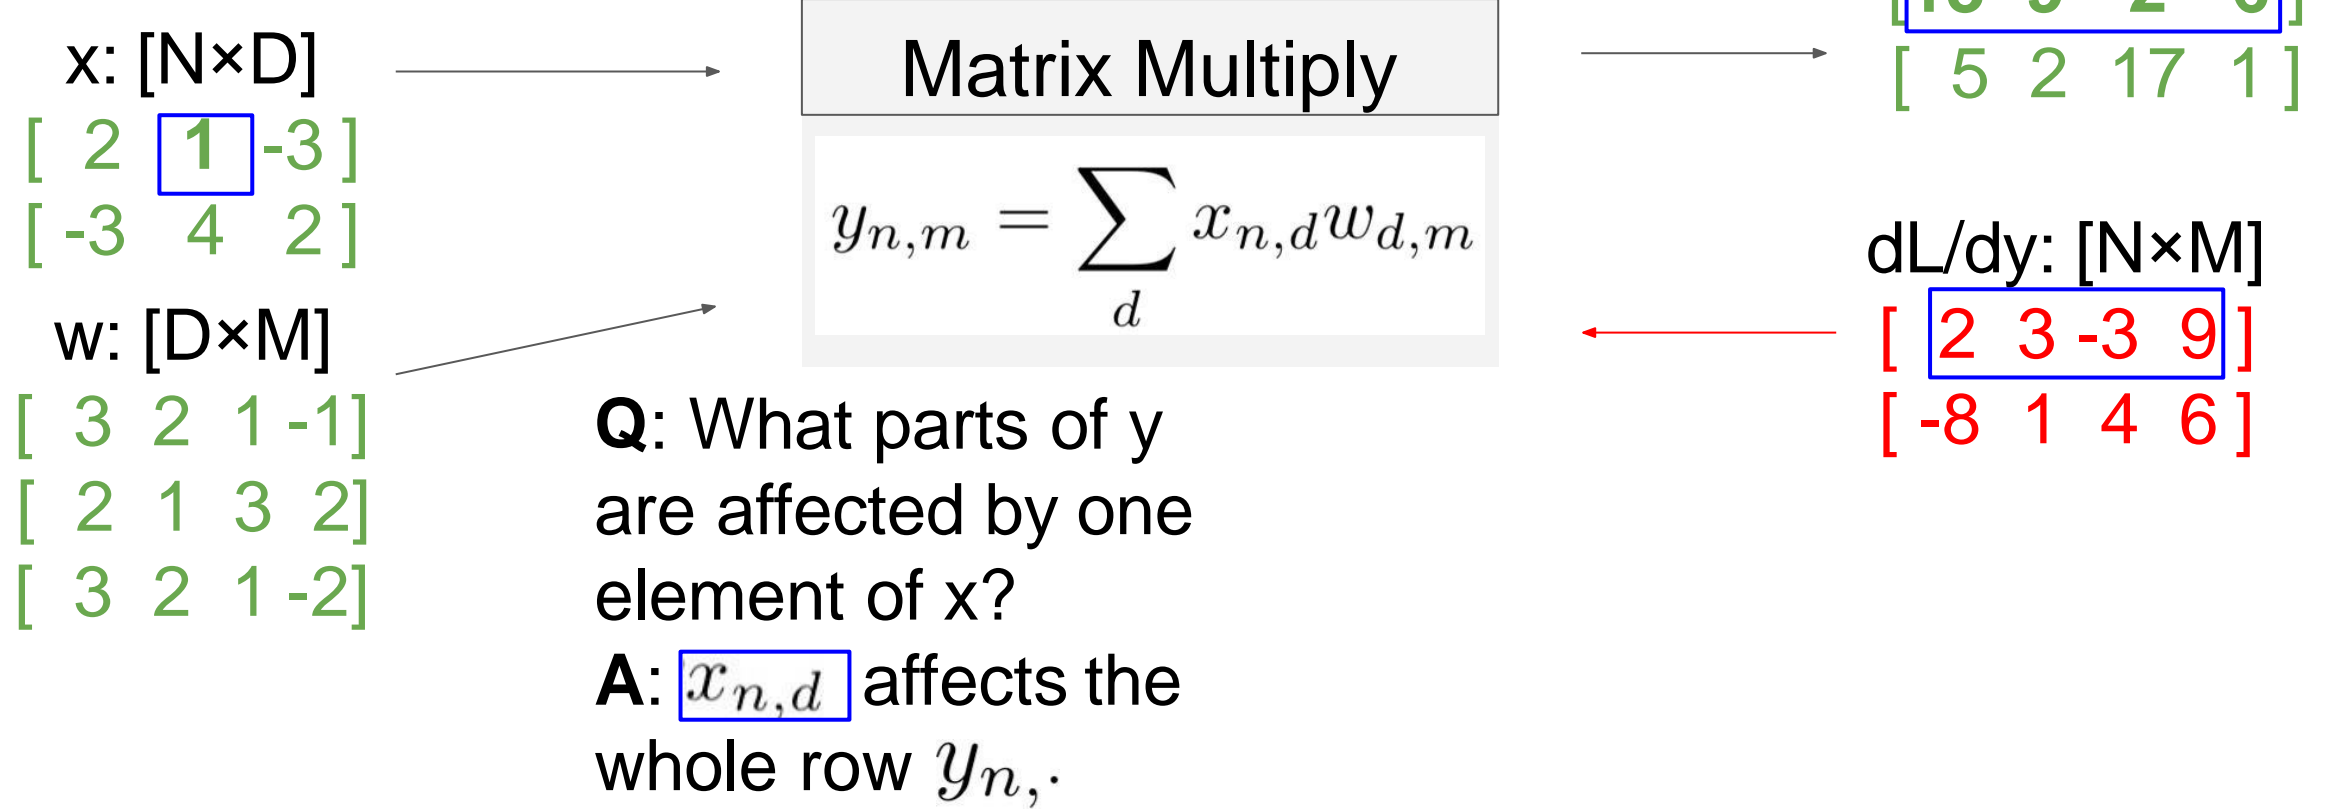 x: [N×D]
[ 2 1 -3 ]
[ -3 4 2 ]
w: [D×M]
[ 3 2 1 -1]
[ 2 1 3 2]
[ 3 2 1 -2]
Matrix Multiply
y_{n,m} = \sum_{d} x_{n,d} w_{d,m}
Q: What parts of y
are affected by one
element of x?
A: x_{n,d} affects the
whole row y_{n,·}
[ 5 2 17 1 ]
dL/dy: [N×M]
[ 2 3 -3 9 ]
[ -8 1 4 6 ]